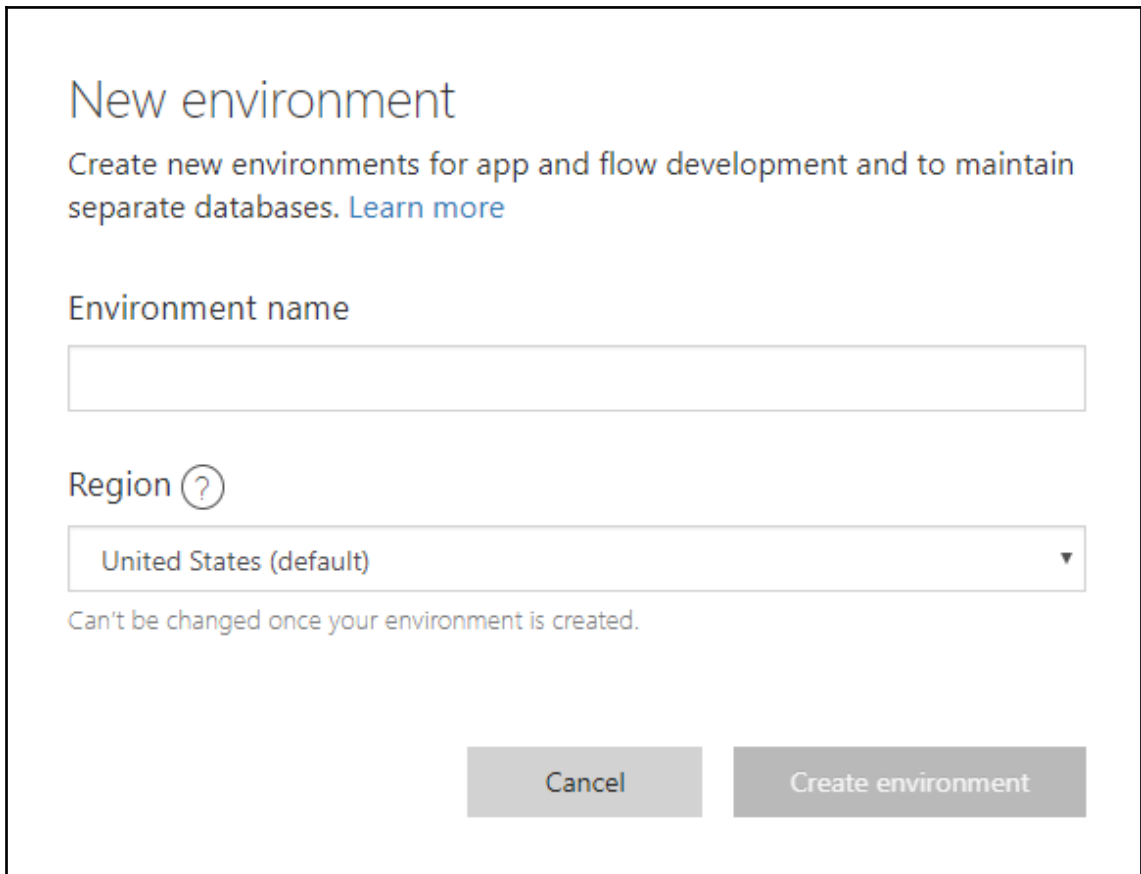 New environment
Create new environments for app and flow development and to maintain
separate databases. Learn more
Environment name
Region ?
United States (default)
Can't be changed once your environment is created.
Cancel
Create environment